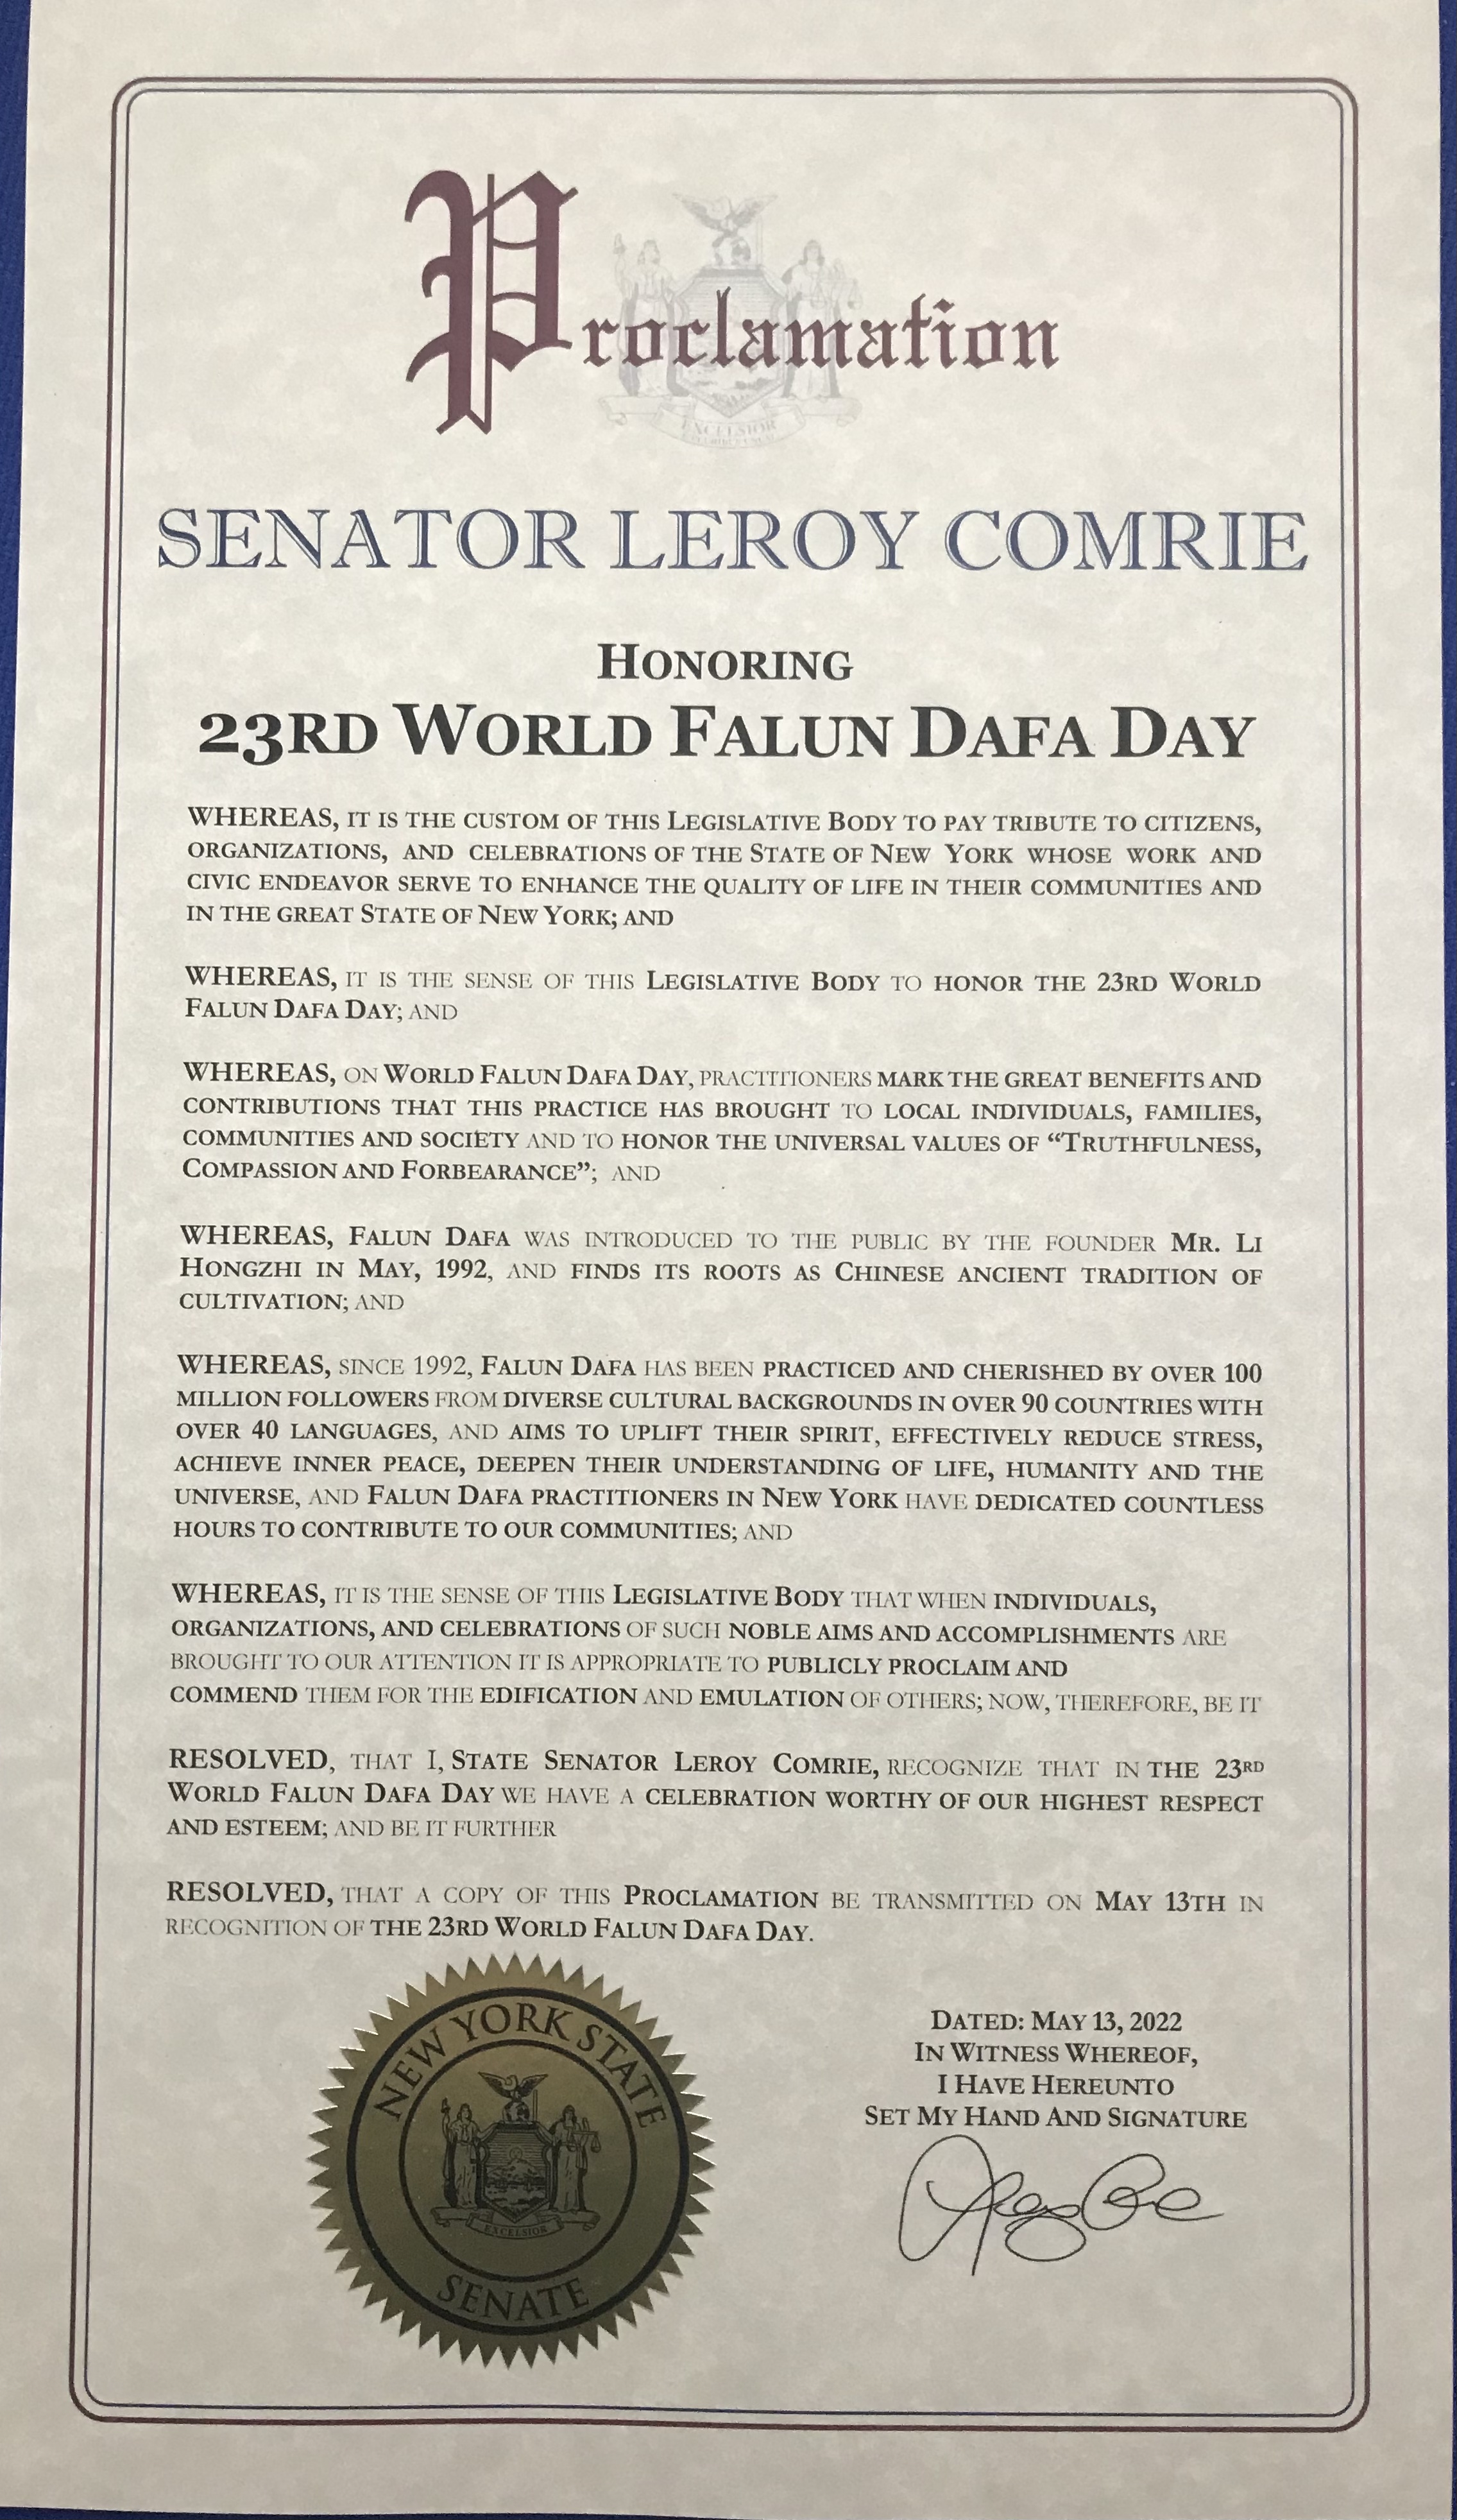 Proclamation
EXCELSIOR
SENATOR LEROY COMRIE
HONORING
23RD WORLD FALUN DAFA DAY
WHEREAS, IT IS THE CUSTOM OF THIS LEGISLATIVE BODY TO PAY TRIBUTE TO CITIZENS,
ORGANIZATIONS, AND CELEBRATIONS OF THE STATE OF NEW YORK WHOSE WORK AND
CIVIC ENDEAVOR SERVE TO ENHANCE THE QUALITY OF LIFE IN THEIR COMMUNITIES AND
IN THE GREAT STATE OF NEW YORK; AND
WHEREAS, IT IS THE SENSE OF THIS LEGISLATIVE BODY TO HONOR THE 23RD WORLD
FALUN DAFA DAY; AND
WHEREAS, ON WORLD FALUN DAFA DAY, PRACTITIONERS MARK THE GREAT BENEFITS AND
CONTRIBUTIONS THAT THIS PRACTICE HAS BROUGHT TO LOCAL INDIVIDUALS, FAMILIES,
COMMUNITIES AND SOCIETY AND TO HONOR THE UNIVERSAL VALUES OF “TRUTHFULNESS,
COMPASSION AND FORBEARANCE”; AND
WHEREAS, FALUN DAFA WAS INTRODUCED TO THE PUBLIC BY THE FOUNDER MR. LI
HONGZHI IN MAY, 1992, AND FINDS ITS ROOTS AS CHINESE ANCIENT TRADITION OF
CULTIVATION; AND
WHEREAS, SINCE 1992, FALUN DAFA HAS BEEN PRACTICED AND CHERISHED BY OVER 100
MILLION FOLLOWERS FROM DIVERSE CULTURAL BACKGROUNDS IN OVER 90 COUNTRIES WITH
OVER 40 LANGUAGES, AND AIMS TO UPLIFT THEIR SPIRIT, EFFECTIVELY REDUCE STRESS,
ACHIEVE INNER PEACE, DEEPEN THEIR UNDERSTANDING OF LIFE, HUMANITY AND THE
UNIVERSE, AND FALUN DAFA PRACTITIONERS IN NEW YORK HAVE DEDICATED COUNTLESS
HOURS TO CONTRIBUTE TO OUR COMMUNITIES; AND
WHEREAS, IT IS THE SENSE OF THIS LEGISLATIVE BODY THAT WHEN INDIVIDUALS,
ORGANIZATIONS, AND CELEBRATIONS OF SUCH NOBLE AIMS AND ACCOMPLISHMENTS ARE
BROUGHT TO OUR ATTENTION IT IS APPROPRIATE TO PUBLICLY PROCLAIM AND
COMMEND THEM FOR THE EDIFICATION AND EMULATION OF OTHERS; NOW, THEREFORE, BE IT
RESOLVED, THAT I, STATE SENATOR LEROY COMRIE, RECOGNIZE THAT IN THE 23RD
WORLD FALUN DAFA DAY WE HAVE A CELEBRATION WORTHY OF OUR HIGHEST RESPECT
AND ESTEEM; AND BE IT FURTHER
RESOLVED, THAT A COPY OF THIS PROCLAMATION BE TRANSMITTED ON MAY 13TH IN
RECOGNITION OF THE 23RD WORLD FALUN DAFA DAY.
NEW YORK STATE
EXCELSIOR
SENATE
DATED: MAY 13, 2022
IN WITNESS WHEREOF,
I HAVE HEREUNTO
SET MY HAND AND SIGNATURE